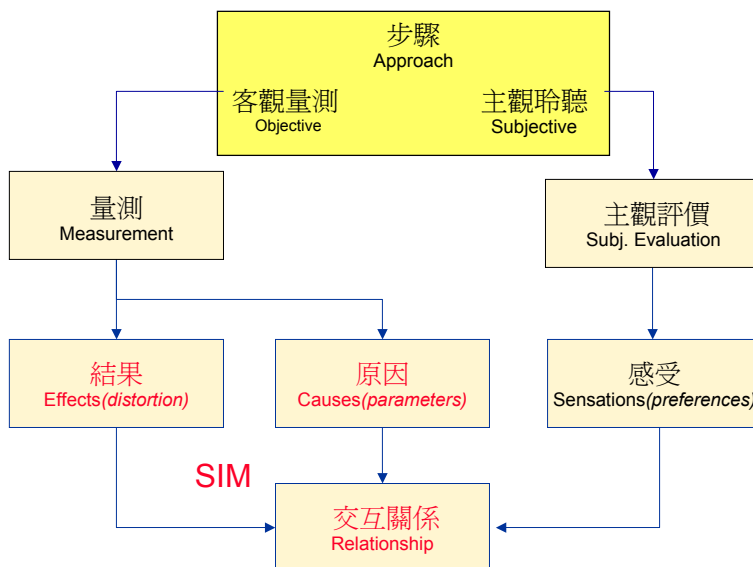 步驟
Approach
客觀量測
Objective
主觀聆聽
Subjective
量測
Measurement
主觀評價
Subj. Evaluation
結果
Effects(distortion)
原因
Causes(parameters)
感受
Sensations(preferences)
SIM
交互關係
Relationship